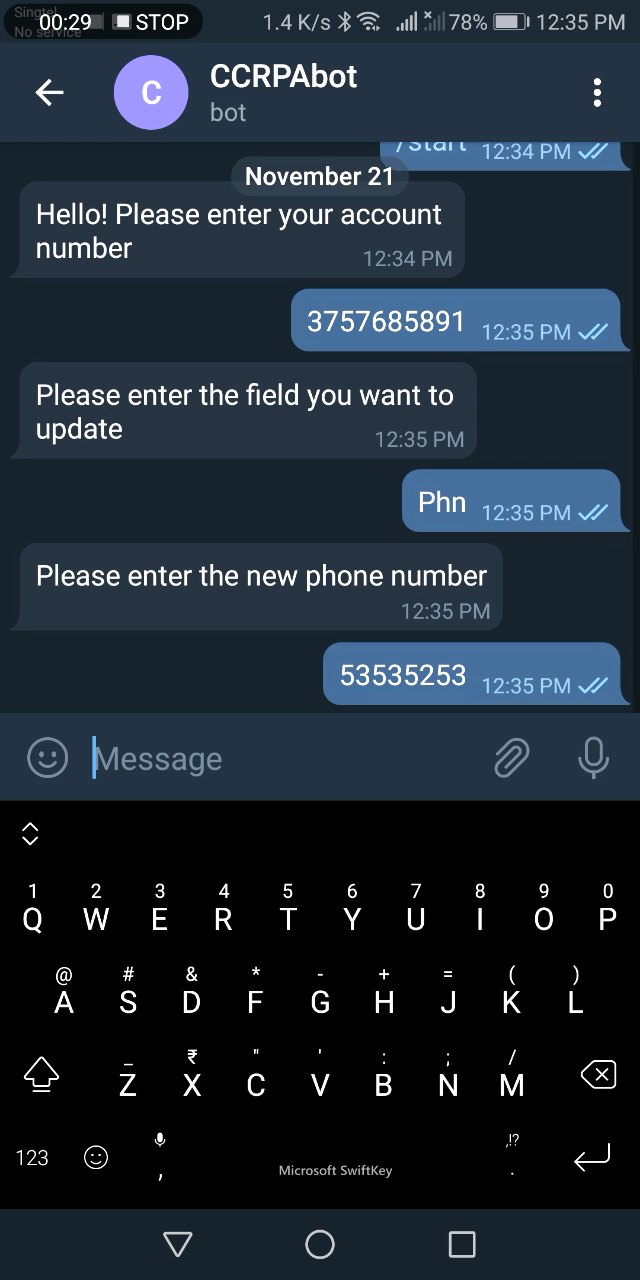 Singtel
No service
00:29 STOP 1.4 K/s 78% 12:35 PM
C CCRPAbot
bot
/start 12:34 PM
November 21
Hello! Please enter your account
number 12:34 PM
3757685891 12:35 PM
Please enter the field you want to
update 12:35 PM
Phn 12:35 PM
Please enter the new phone number
12:35 PM
53535253 12:35 PM
Message
1 2 3 4 5 6 7 8 9 0
Q W E R T Y U I O P
@ # & * - + = ( )
A S D F G H J K L
_ ₹ " ' : ; /
Z X C V B N M
,!?
123 , Microsoft SwiftKey .